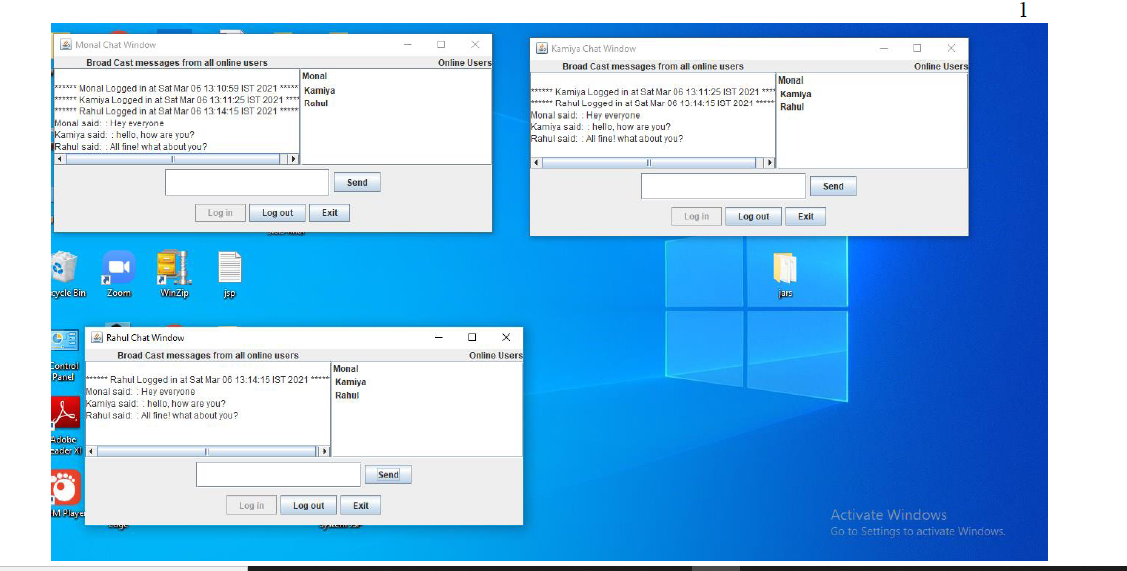 1
Monal Chat Window
Broad Cast messages from all online users Online Users
****** Monal Logged in at Sat Mar 06 13:10:59 IST 2021 *****
****** Kamiya Logged in at Sat Mar 06 13:11:25 IST 2021 ****
****** Rahul Logged in at Sat Mar 06 13:14:15 IST 2021 *****
Monal said: : Hey everyone
Kamiya said: : hello, how are you?
Rahul said: : All fine! what about you?
Monal
Kamiya
Rahul
Send
Log in Log out Exit
Kamiya Chat Window
Broad Cast messages from all online users Online Users
****** Kamiya Logged in at Sat Mar 06 13:11:25 IST 2021 ****
****** Rahul Logged in at Sat Mar 06 13:14:15 IST 2021 *****
Monal said: : Hey everyone
Kamiya said: : hello, how are you?
Rahul said: : All fine! what about you?
Monal
Kamiya
Rahul
Send
Log in Log out Exit
cycle Bin Zoom WinZip jsp
jars
Rahul Chat Window
Broad Cast messages from all online users Online Users
****** Rahul Logged in at Sat Mar 06 13:14:15 IST 2021 *****
Monal said: : Hey everyone
Kamiya said: : hello, how are you?
Rahul said: : All fine! what about you?
Monal
Kamiya
Rahul
Send
Log in Log out Exit
Control
Panel
Adobe
eader XI
M Player
Activate Windows
Go to Settings to activate Windows.